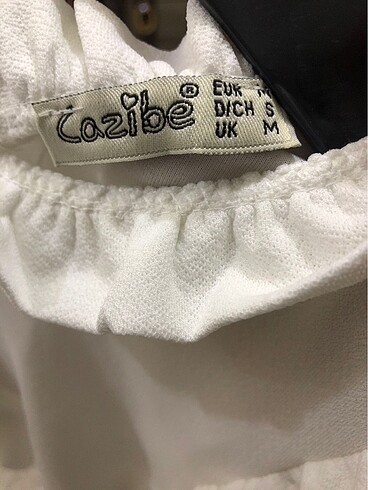 Cazibe®
EUR M
D/CH S
UK M